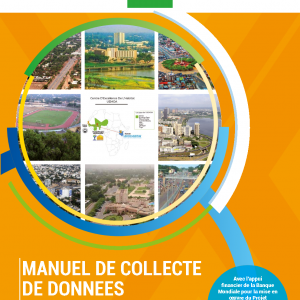 MANUEL DE COLLECTE
DE DONNEES
Avec l'appui
financier de la Banque
Mondiale pour la mise en
œuvre du Projet